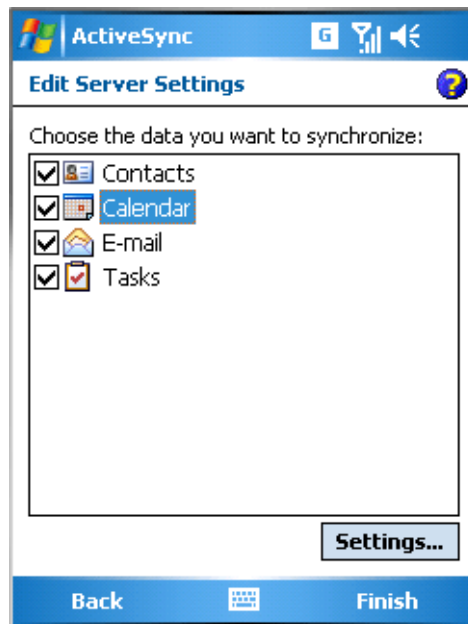 ActiveSync G
Edit Server Settings ?
Choose the data you want to synchronize:
Contacts
Calendar
E-mail
Tasks
Settings...
Back Finish